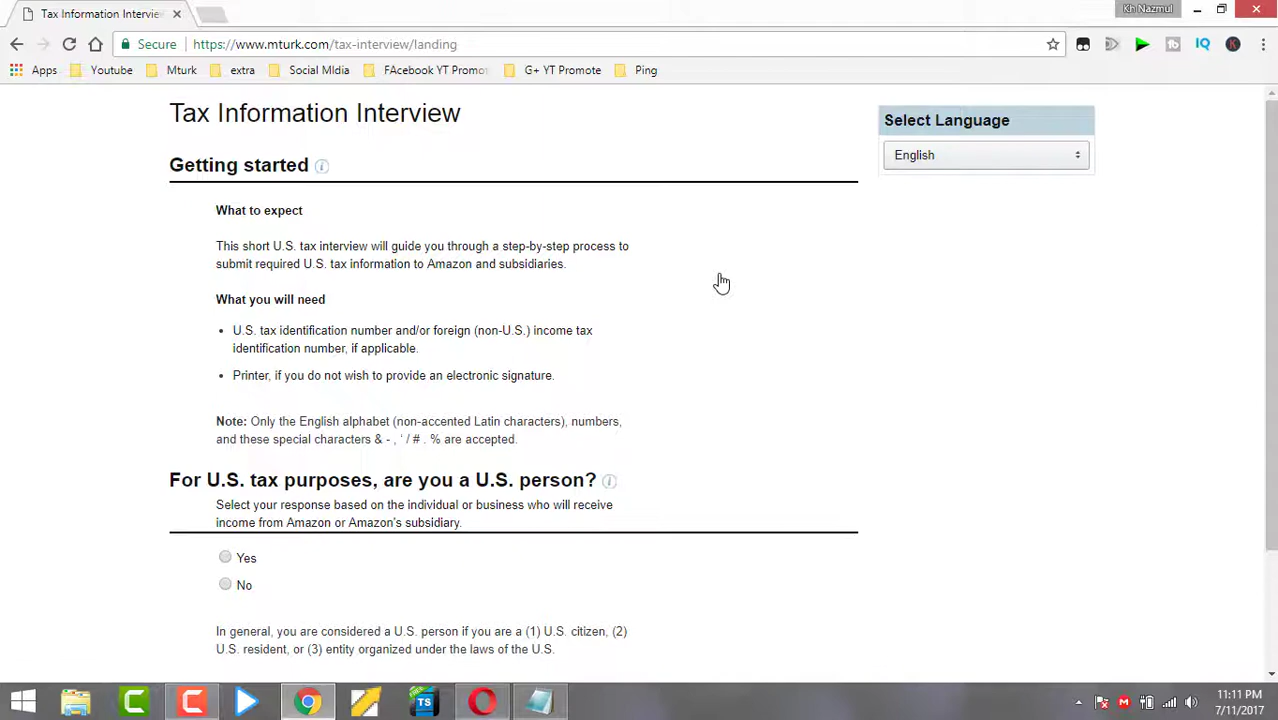 Tax Information Interview
Kh Nazmul
Secure
https://www.mturk.com/tax-interview/landing
Apps
Youtube
Mturk
extra
Social MIdia
FAcebook YT Promot
G+ YT Promote
Ping
Tax Information Interview
Select Language
English
Getting started
What to expect
This short U.S. tax interview will guide you through a step-by-step process to
submit required U.S. tax information to Amazon and subsidiaries.
What you will need
• U.S. tax identification number and/or foreign (non-U.S.) income tax
identification number, if applicable.
• Printer, if you do not wish to provide an electronic signature.
Note: Only the English alphabet (non-accented Latin characters), numbers,
and these special characters & - , ' / # . % are accepted.
For U.S. tax purposes, are you a U.S. person?
Select your response based on the individual or business who will receive
income from Amazon or Amazon's subsidiary.
Yes
No
In general, you are considered a U.S. person if you are a (1) U.S. citizen, (2)
U.S. resident, or (3) entity organized under the laws of the U.S.
TS
11:11 PM
7/11/2017